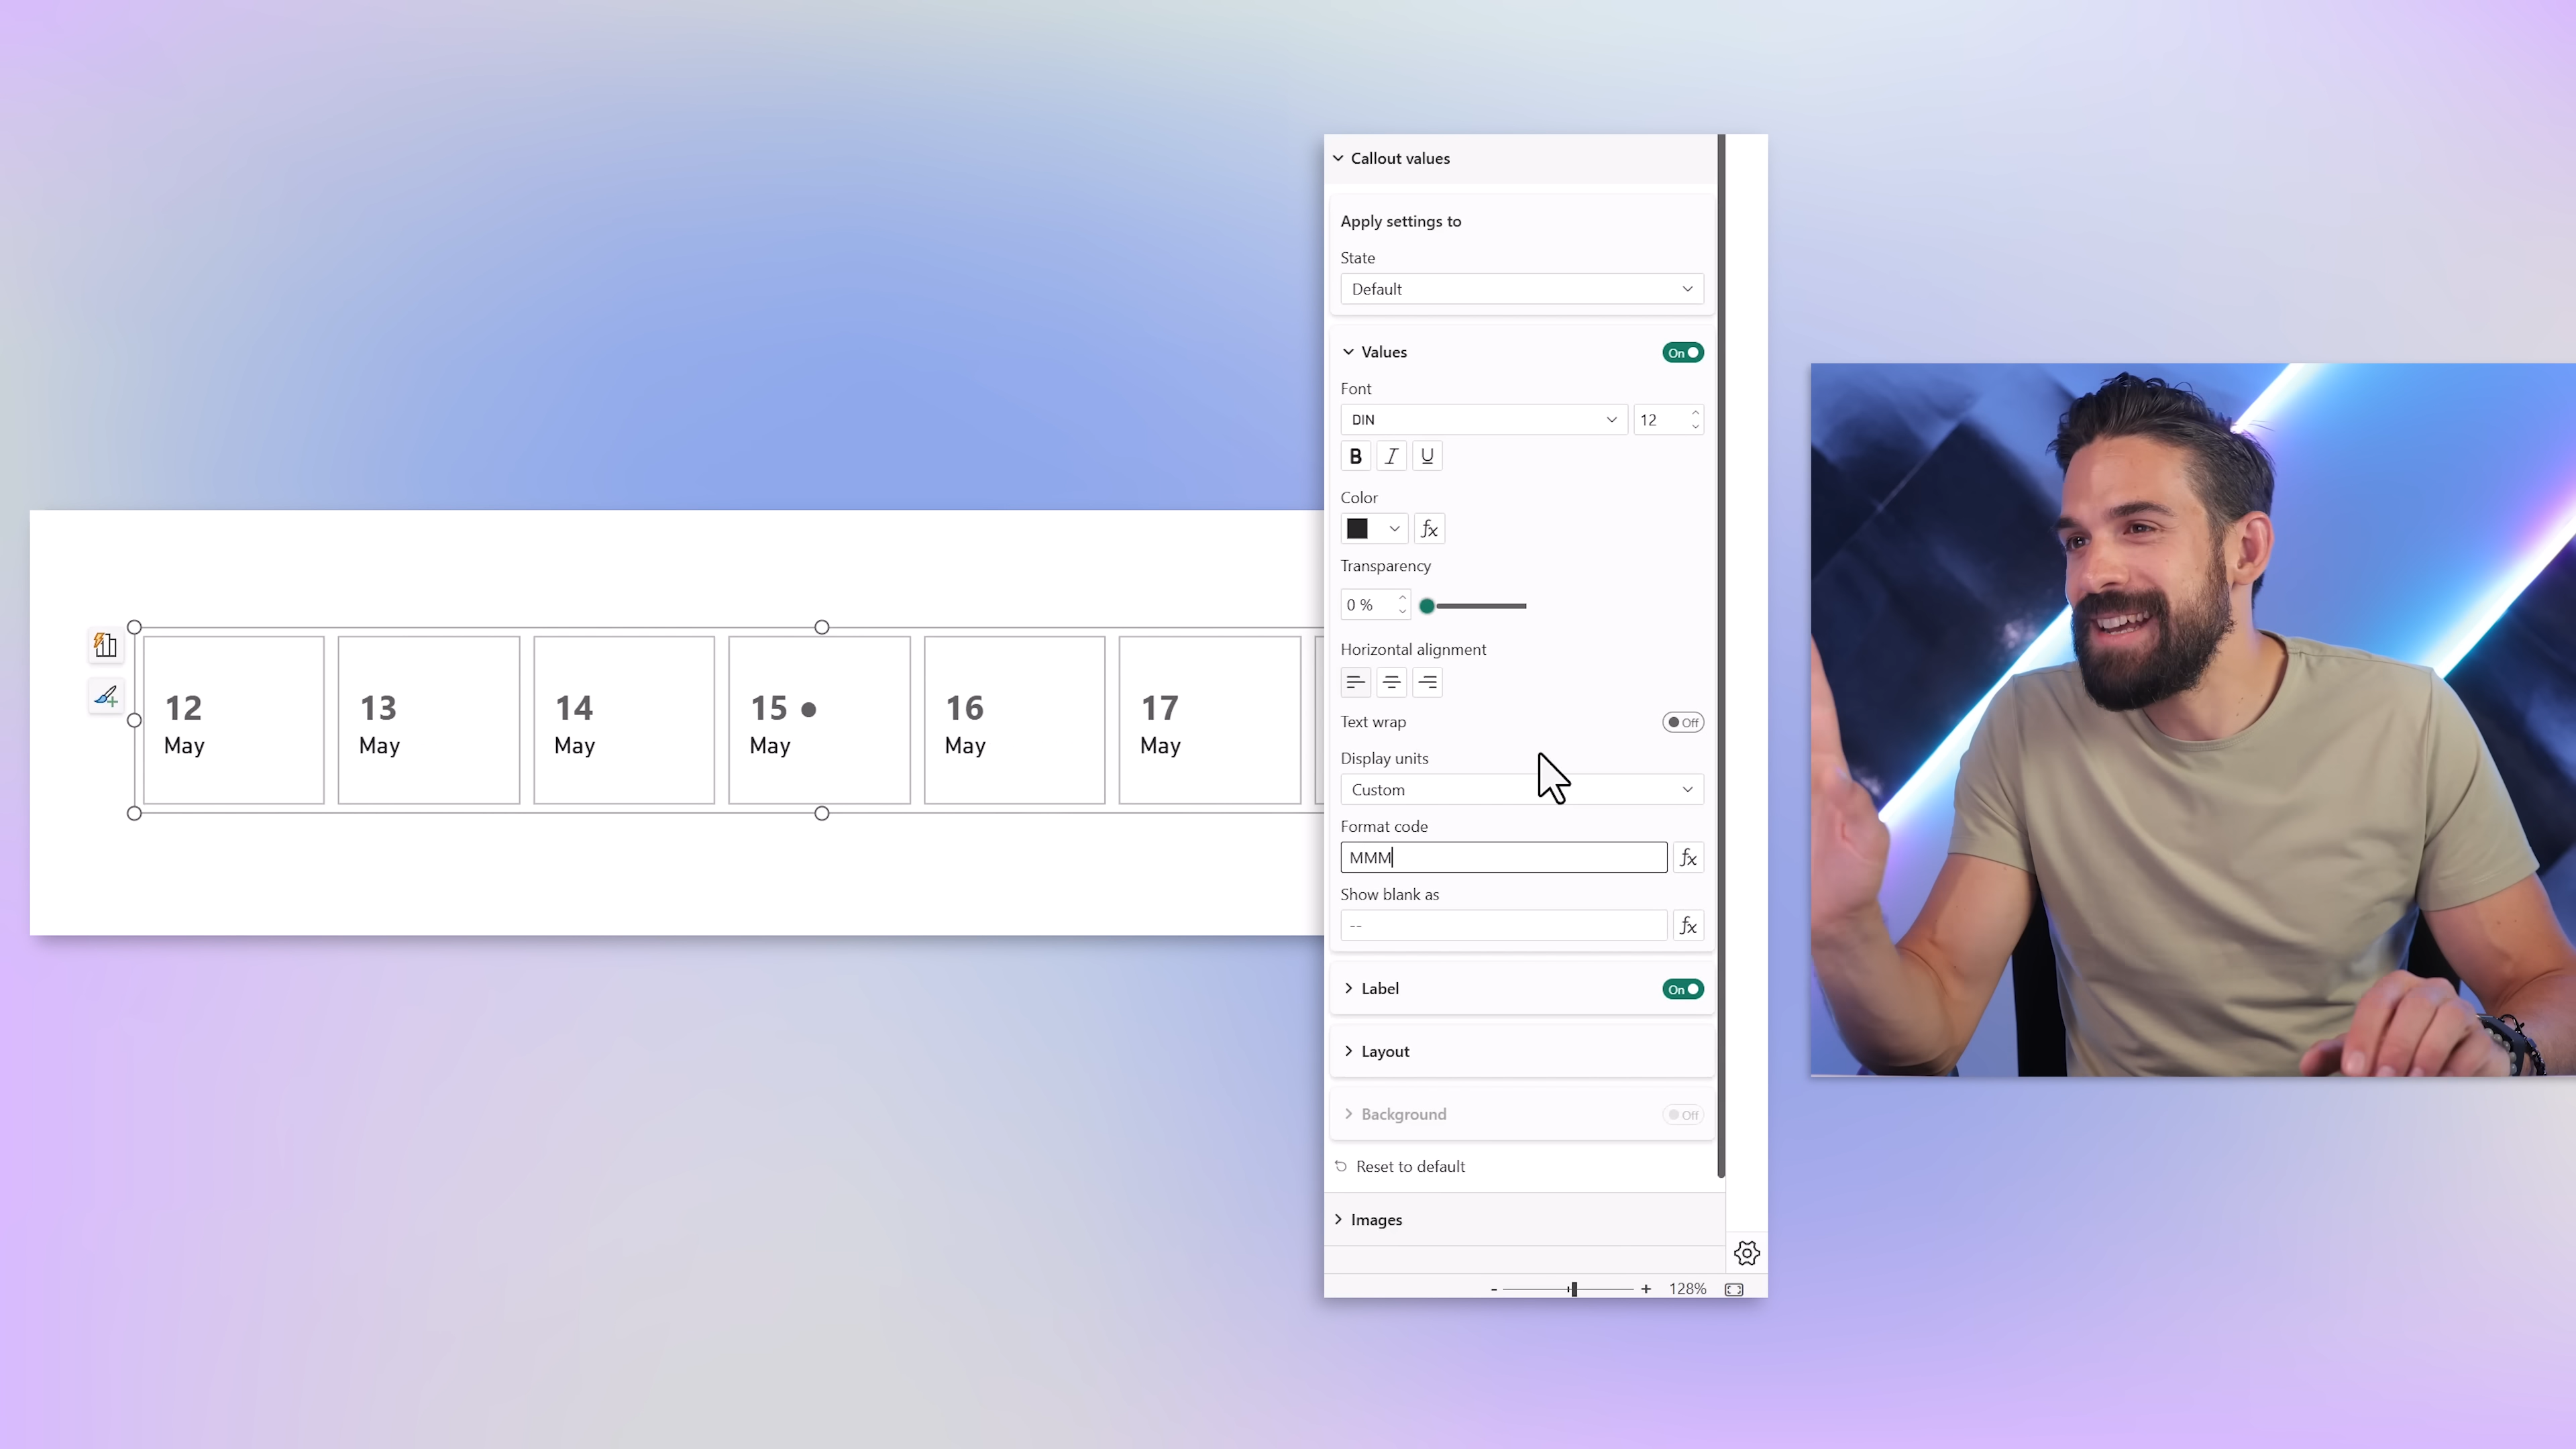 12
May
13
May
14
May
15 ●
May
16
May
17
May
Callout values
Apply settings to
State
Default
Values
On
Font
DIN
12
B I U
Color
fx
Transparency
0 %
Horizontal alignment
Text wrap
Off
Display units
Custom
Format code
MMM
fx
Show blank as
--
fx
Label
On
Layout
Background
Off
Reset to default
Images
- + 128%